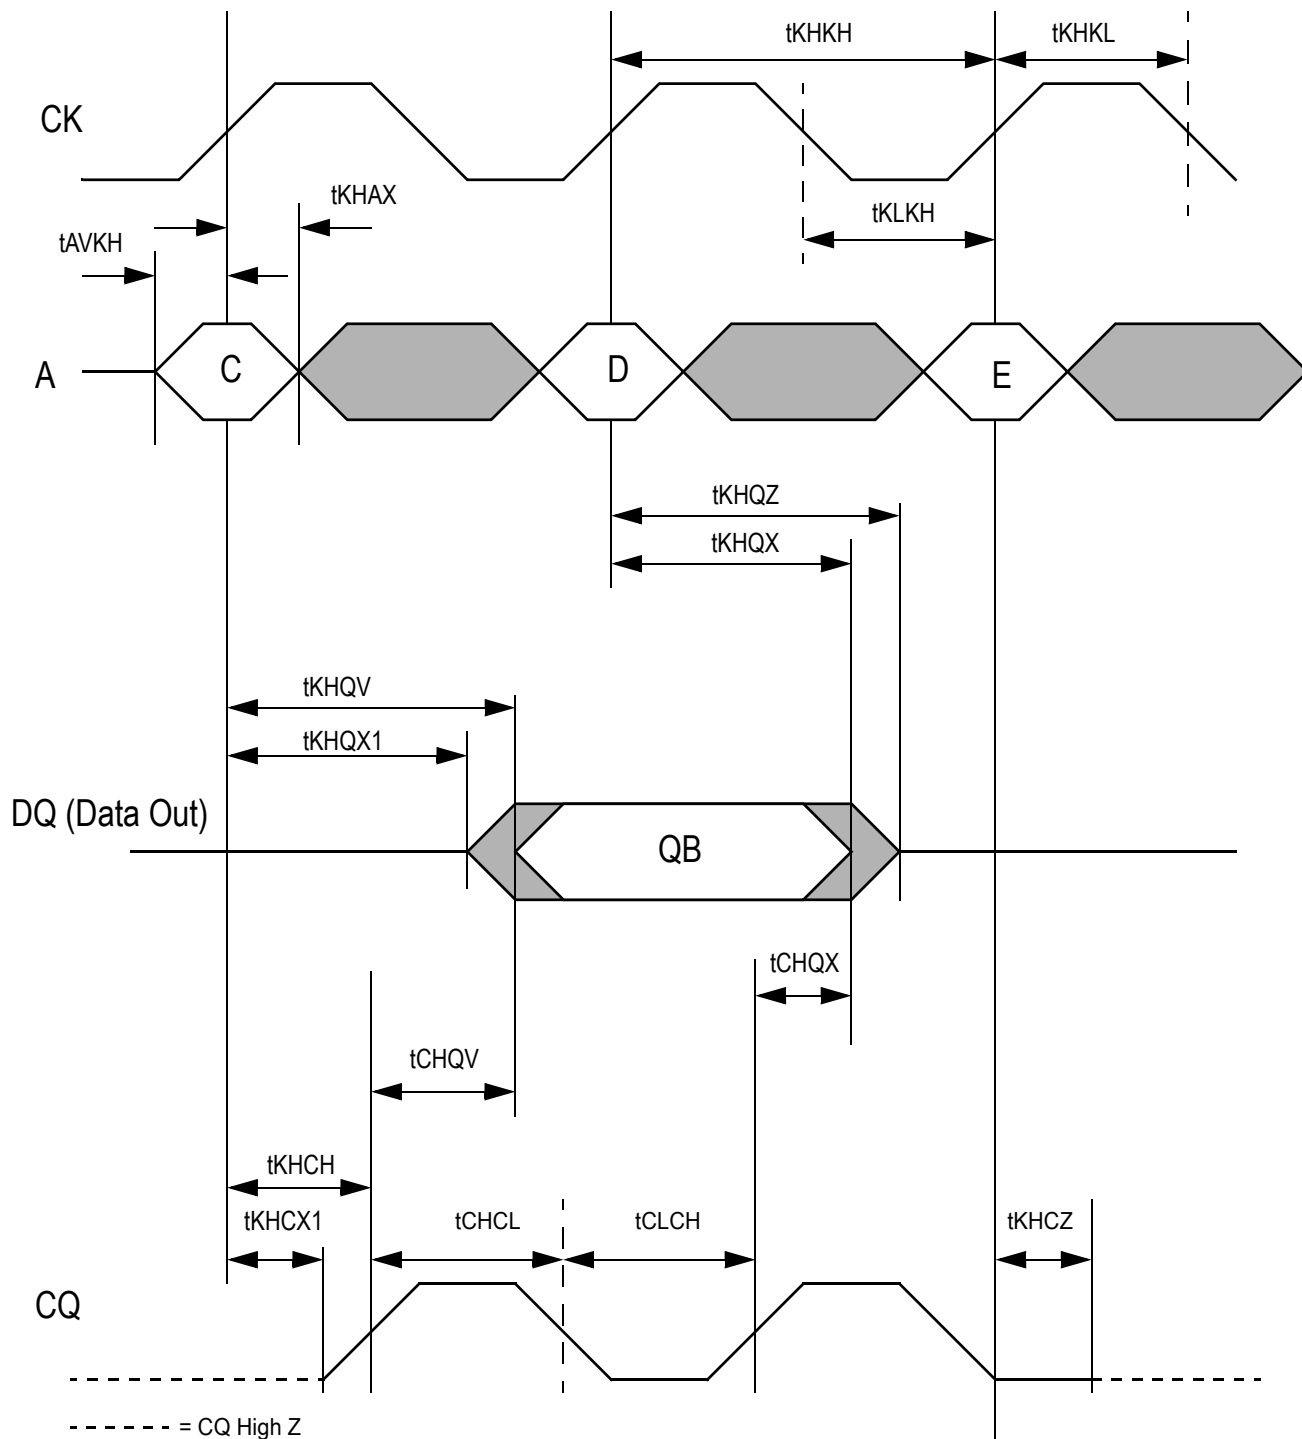 tKHKH
tKHKL
CK
tKHAX
tKLKH
tAVKH
A
C
D
E
tKHQZ
tKHQX
tKHQV
tKHQX1
DQ (Data Out)
QB
tCHQX
tCHQV
tKHCH
tKHCX1
tCHCL
tCLCH
tKHCZ
CQ
= CQ High Z